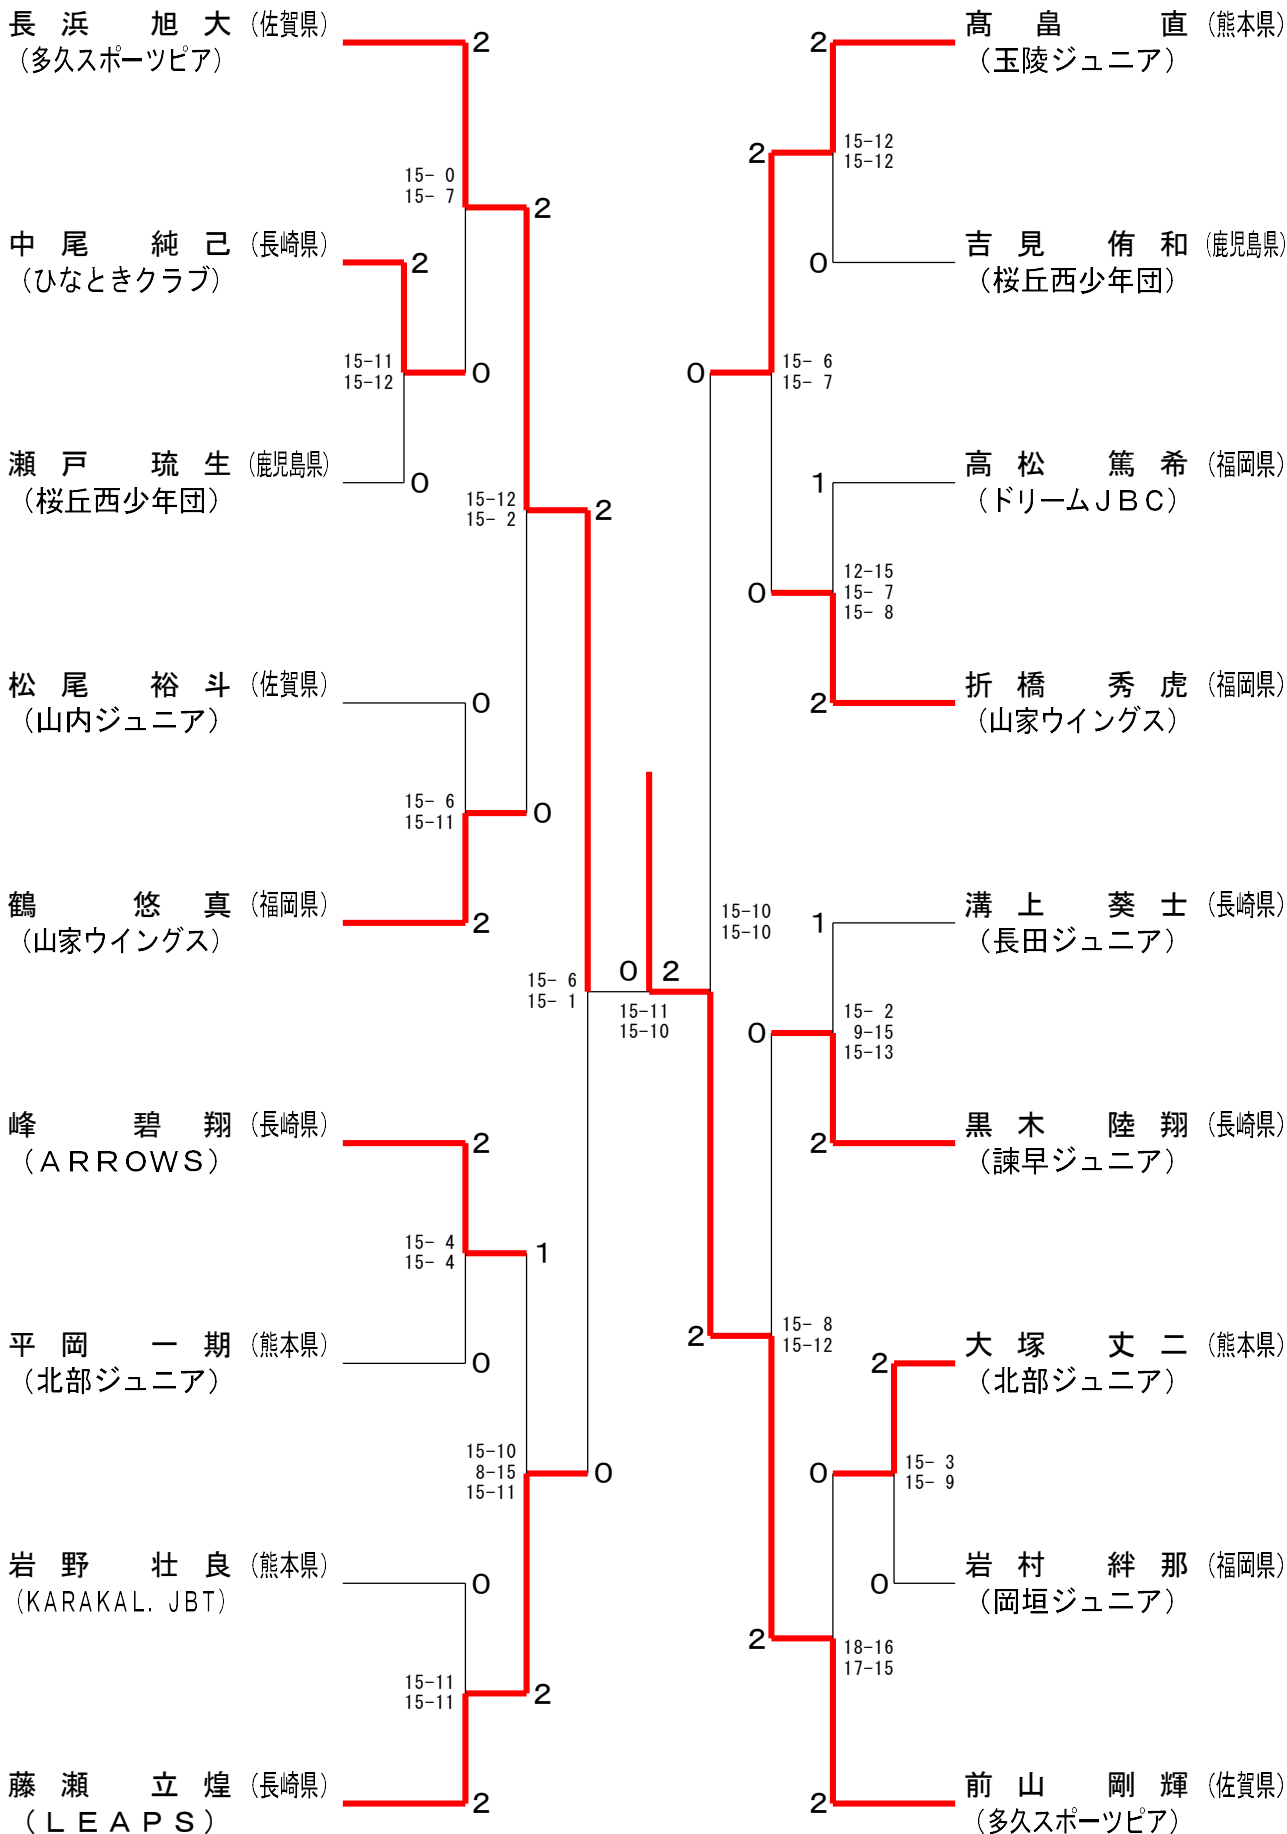 長浜 旭大 (佐賀県)
(多久スポーツピア)
2
15- 0
15- 7
2
中尾 純己 (長崎県)
(ひなときクラブ)
2
15-11
15-12
0
瀬戸 琉生 (鹿児島県)
(桜丘西少年団)
0
15-12
15- 2
2
松尾 裕斗 (佐賀県)
(山内ジュニア)
0
15- 6
15-11
0
鶴 悠真 (福岡県)
(山家ウイングス)
2
15- 6
15- 1
0 2
15-11
15-10
峰 碧翔 (長崎県)
(ARROWS)
2
15- 4
15- 4
1
平岡 一期 (熊本県)
(北部ジュニア)
0
15-10
8-15
15-11
0
岩野 壮良 (熊本県)
(KARAKAL. JBT)
0
15-11
15-11
2
藤瀬 立煌 (長崎県)
(LEAPS)
2
2
髙畠 直 (熊本県)
(玉陵ジュニア)
2
15-12
15-12
0
吉見 侑和 (鹿児島県)
(桜丘西少年団)
0
15- 6
15- 7
1
高松 篤希 (福岡県)
(ドリームJBC)
0
12-15
15- 7
15- 8
2
折橋 秀虎 (福岡県)
(山家ウイングス)
15-10
15-10
1
溝上 葵士 (長崎県)
(長田ジュニア)
0
15- 2
9-15
15-13
2
黒木 陸翔 (長崎県)
(諫早ジュニア)
2
15- 8
15-12
2
大塚 丈二 (熊本県)
(北部ジュニア)
0
15- 3
15- 9
0
岩村 絆那 (福岡県)
(岡垣ジュニア)
2
18-16
17-15
2
前山 剛輝 (佐賀県)
(多久スポーツピア)